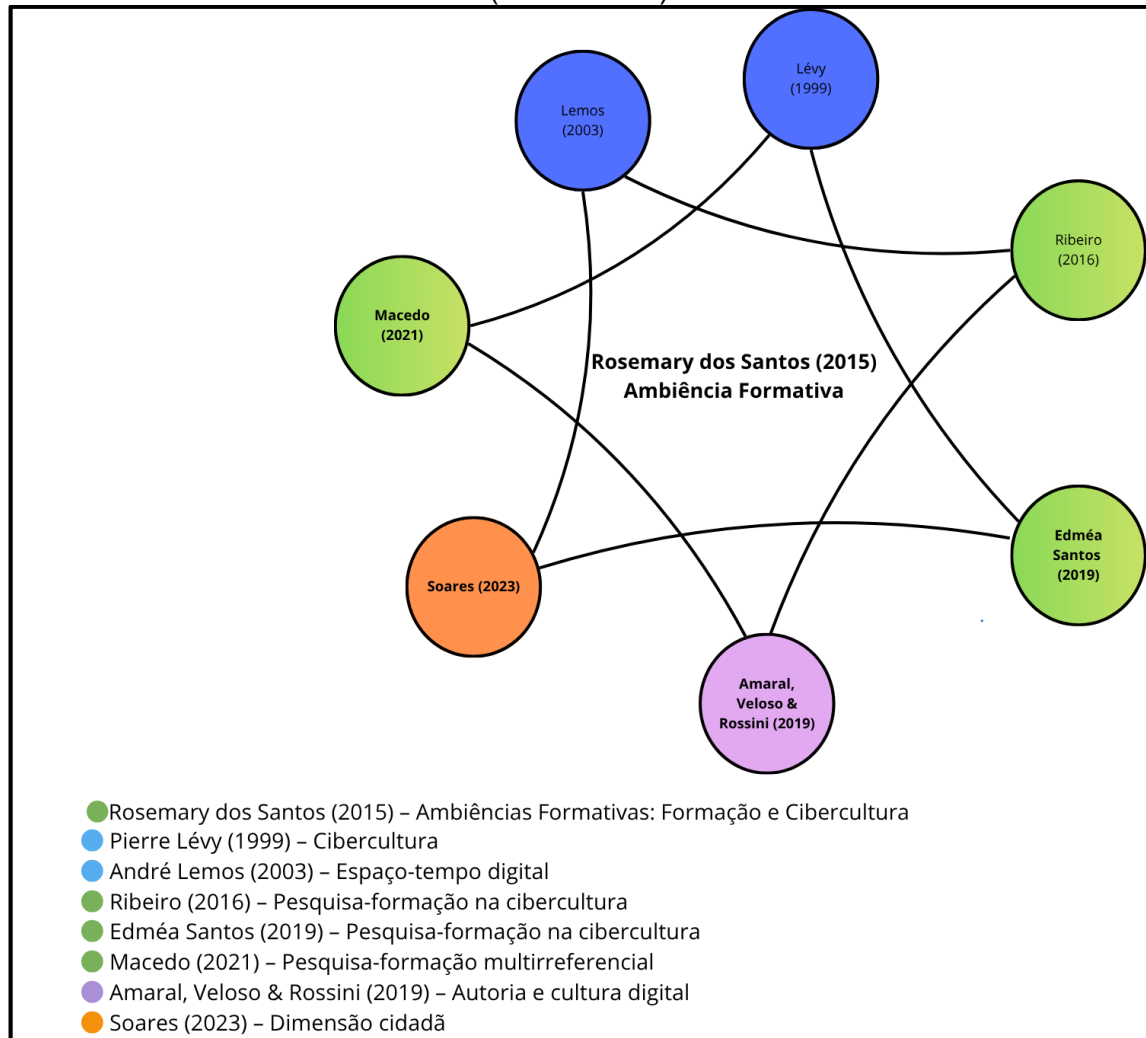 Lévy
(1999)
Lemos
(2003)
Ribeiro
(2016)
Macedo
(2021)
Rosemary dos Santos (2015)
Ambiência Formativa
Edméa
Santos
(2019)
Soares (2023)
Amaral,
Veloso &
Rossini (2019)
Rosemary dos Santos (2015) – Ambiências Formativas: Formação e Cibercultura
Pierre Lévy (1999) – Cibercultura
André Lemos (2003) – Espaço-tempo digital
Ribeiro (2016) – Pesquisa-formação na cibercultura
Edméa Santos (2019) – Pesquisa-formação na cibercultura
Macedo (2021) – Pesquisa-formação multirreferencial
Amaral, Veloso & Rossini (2019) – Autoria e cultura digital
Soares (2023) – Dimensão cidadã